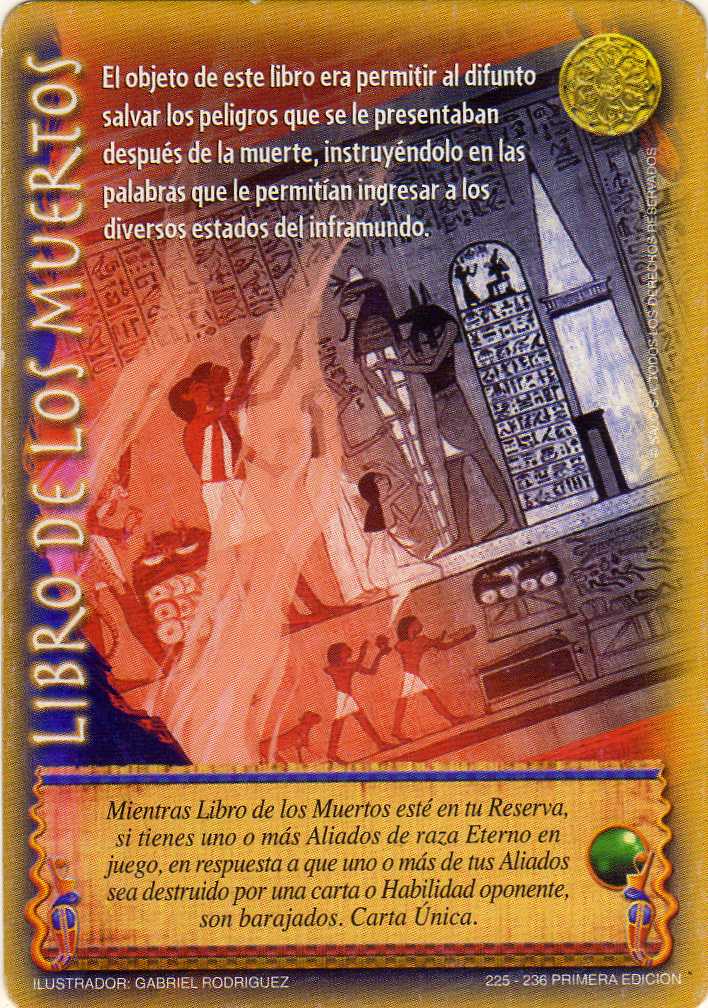 LIBRO DE LOS MUERTOS
El objeto de este libro era permitir al difunto
salvar los peligros que se le presentaban
después de la muerte, instruyéndolo en las
palabras que le permitían ingresar a los
diversos estados del inframundo.
TODOS LOS DERECHOS RESERVADOS
Mientras Libro de los Muertos esté en tu Reserva,
si tienes uno o más Aliados de raza Eterno en
juego, en respuesta a que uno o más de tus Aliados
sea destruido por una carta o Habilidad oponente,
son barajados. Carta Única.
ILUSTRADOR: GABRIEL RODRIGUEZ
225 - 236 PRIMERA EDICION